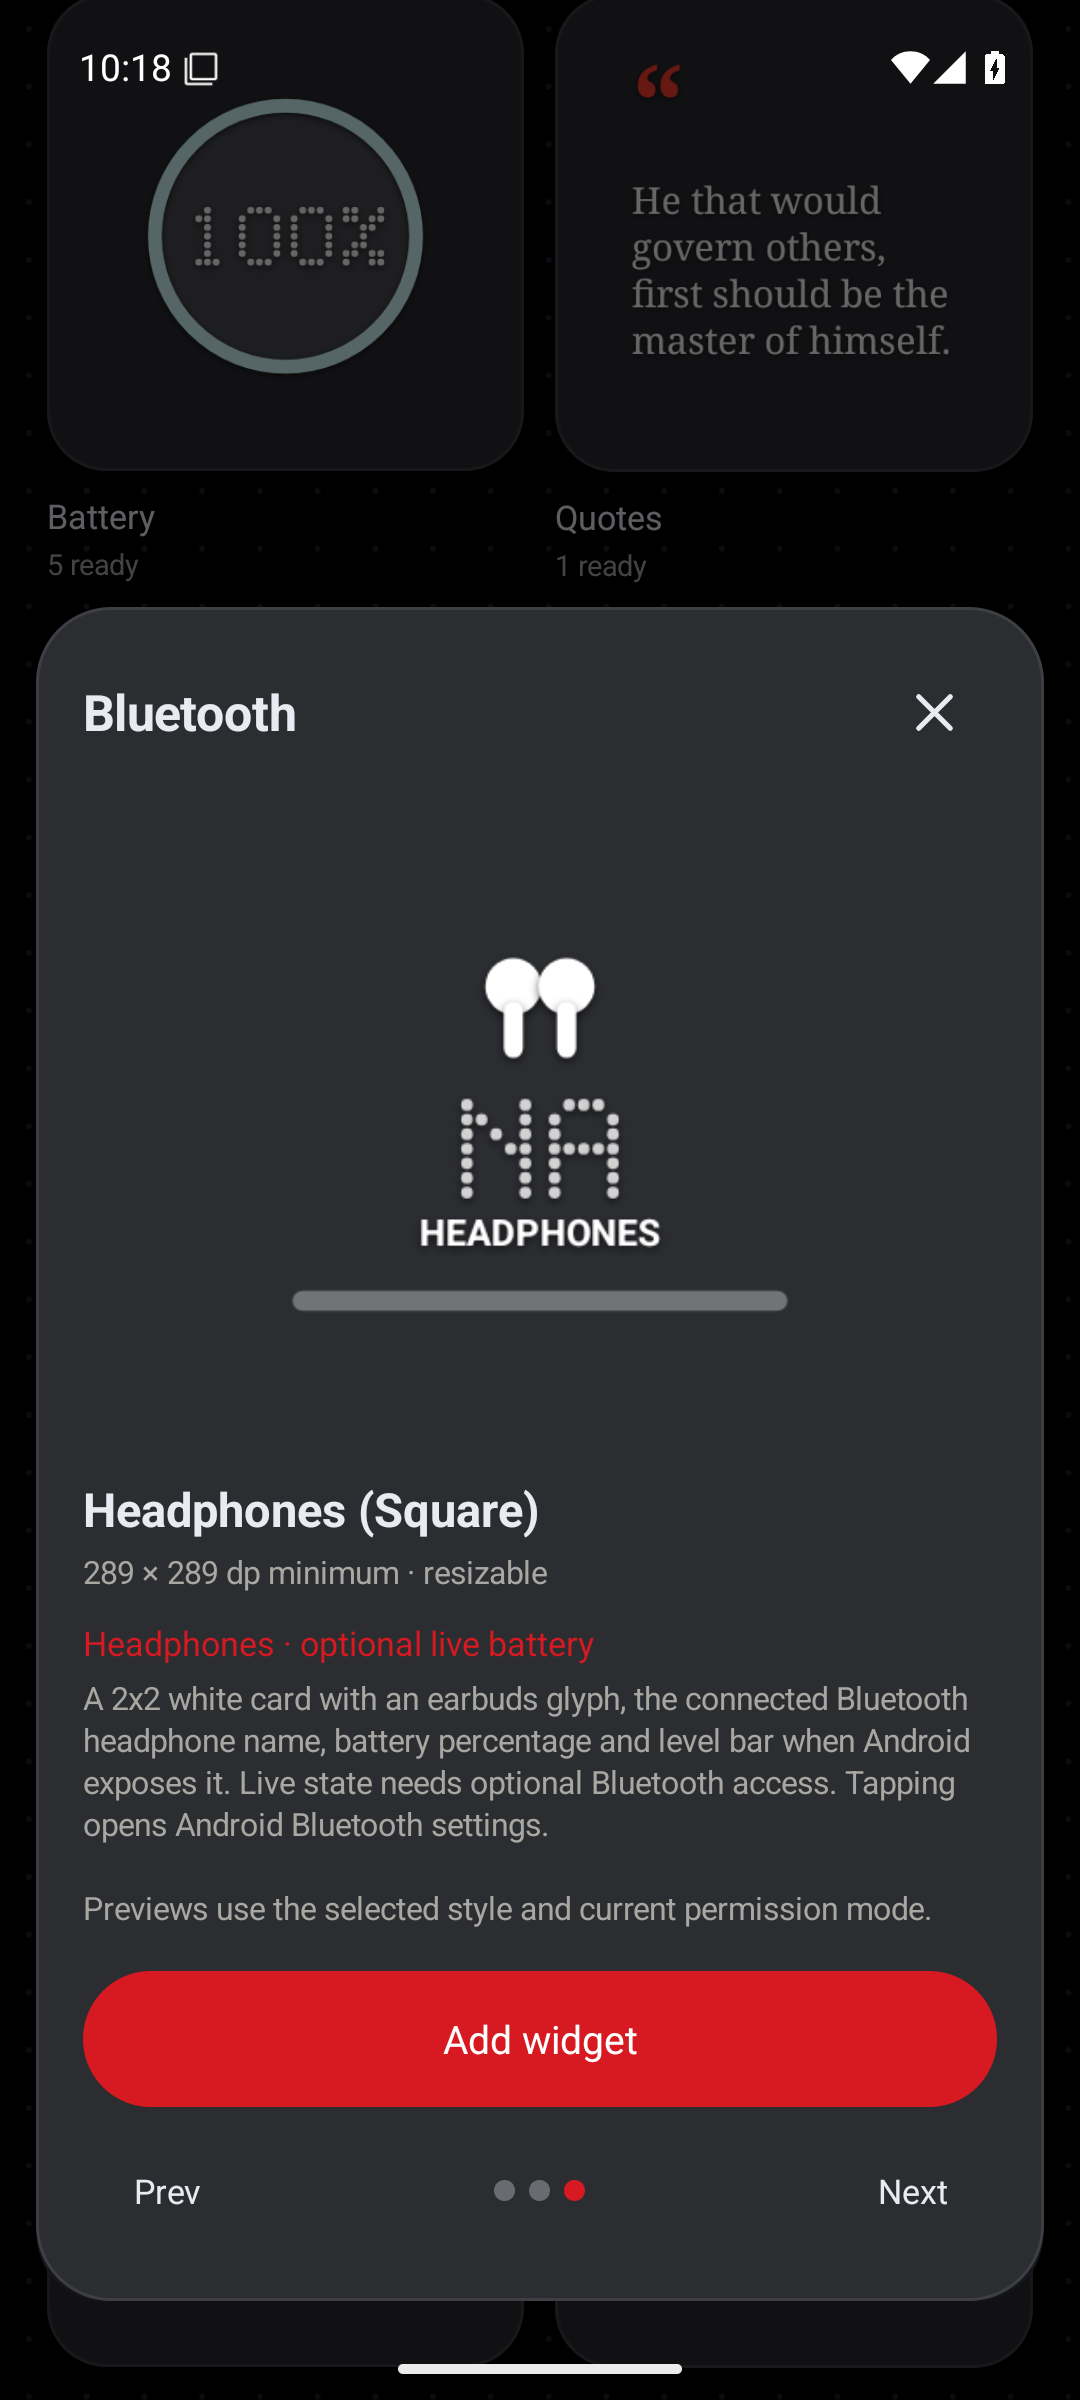 10:18
100%
“
He that would
govern others,
first should be the
master of himself.
Battery
5 ready
Quotes
1 ready
Bluetooth
NA
HEADPHONES
Headphones (Square)
289 × 289 dp minimum · resizable
Headphones · optional live battery
A 2x2 white card with an earbuds glyph, the connected Bluetooth
headphone name, battery percentage and level bar when Android
exposes it. Live state needs optional Bluetooth access. Tapping
opens Android Bluetooth settings.
Previews use the selected style and current permission mode.
Add widget
Prev
Next